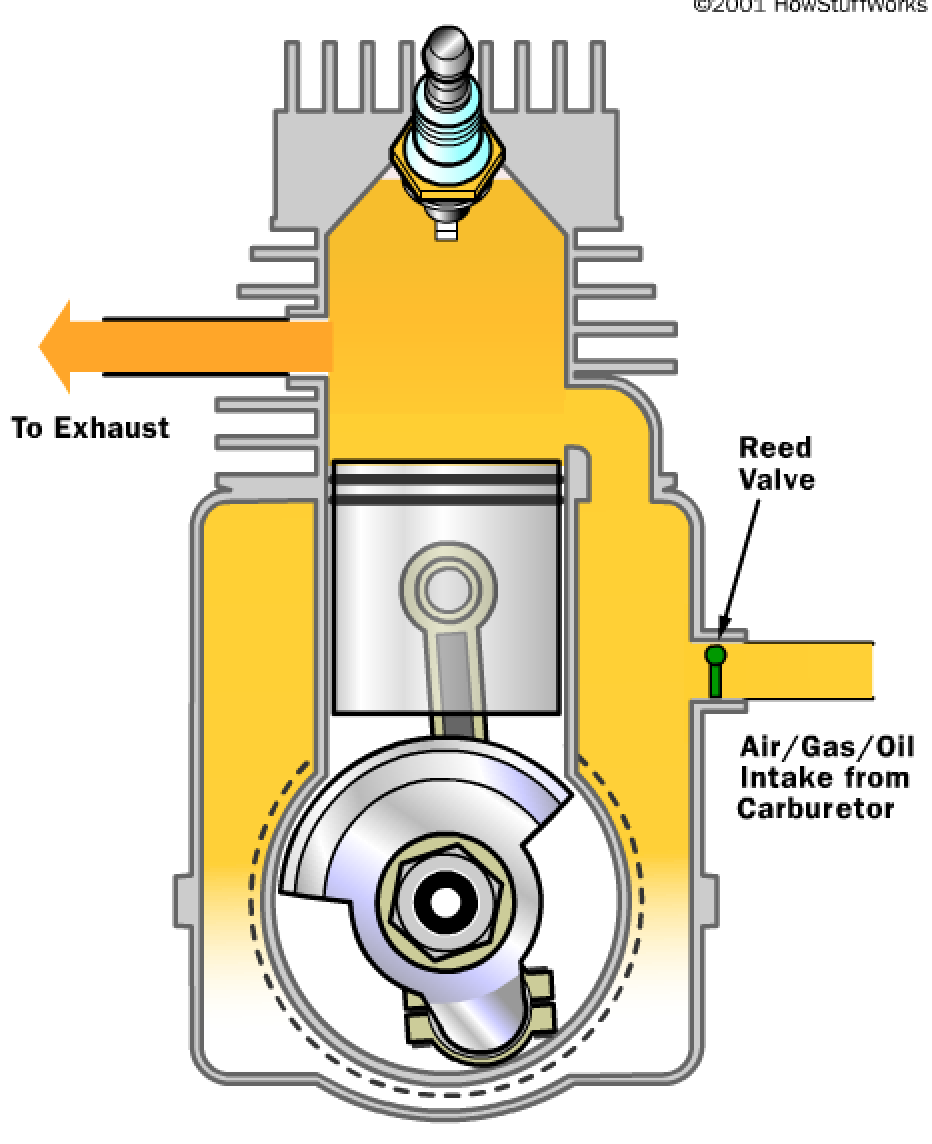 ©2001 HowStuffWorks
To Exhaust
Reed
Valve
Air/Gas/Oil
Intake from
Carburetor